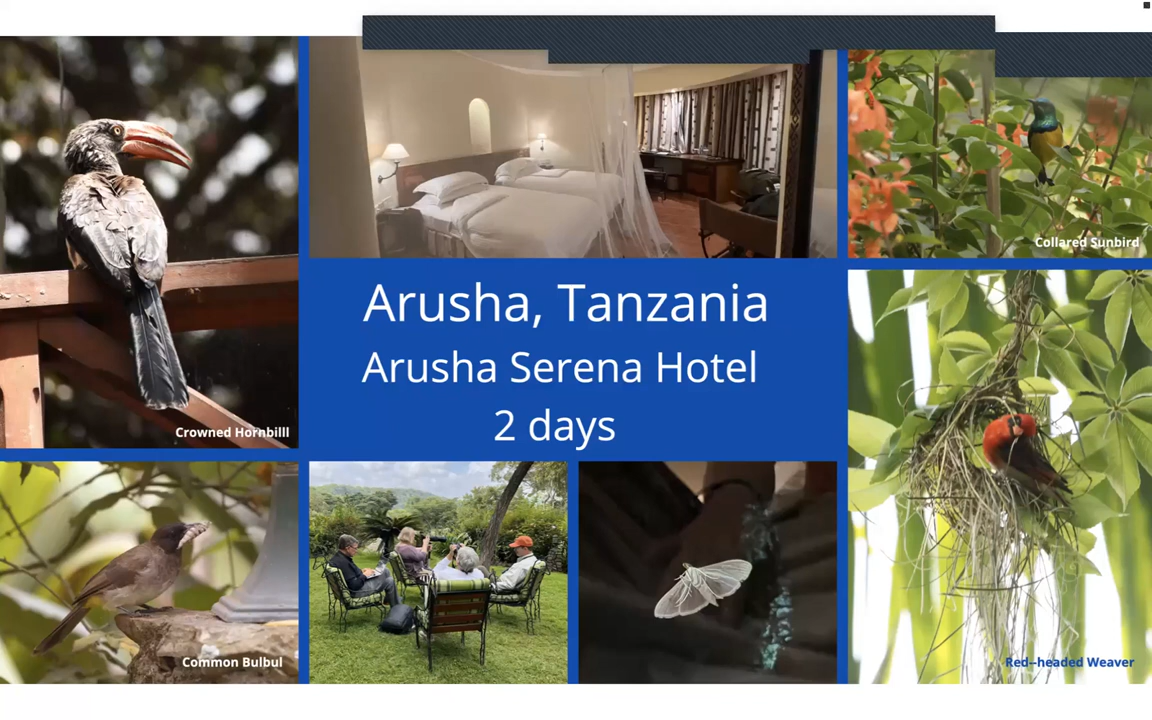 Collared Sunbird
Arusha, Tanzania
Arusha Serena Hotel
2 days
Crowned Hornbilll
Common Bulbul
Red--headed Weaver